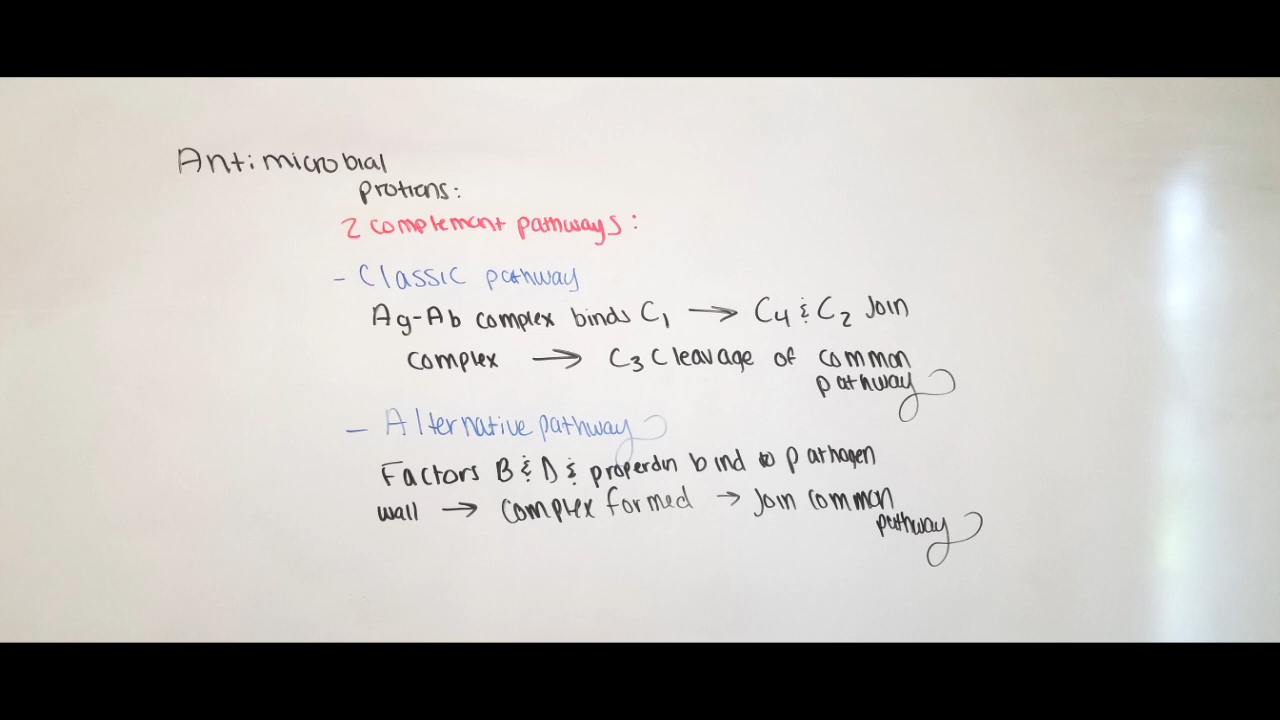 Antimicrobial
protians:
2 complement pathways:
- Classic pathway
Ag-Ab complex binds C₁ → C₄ & C₂ Join
complex → C₃ Cleavage of common
pathway
- Alternative pathway
Factors B & D & properdin bind to pathogen
wall → complex formed → Join common
pathway